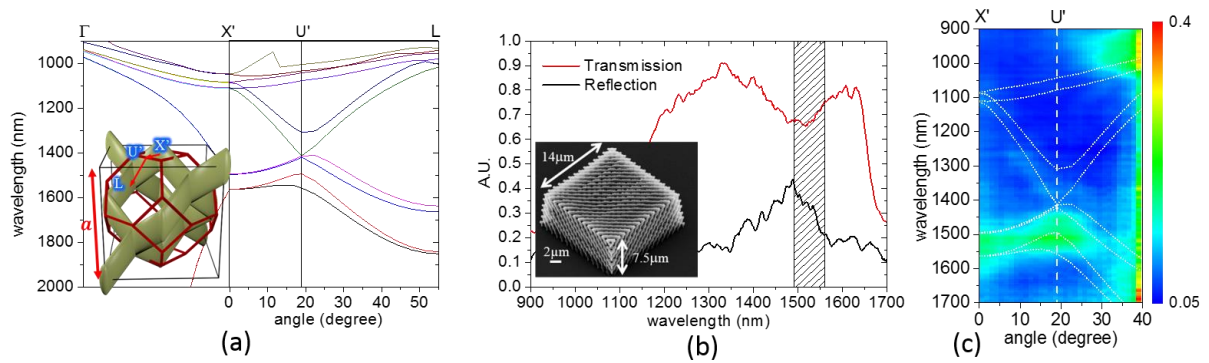 Γ X' U' L
1000
1200
1400
1600
1800
2000
wavelength (nm)
0 10 20 30 40 50
angle (degree)
U' X'
L
a
(a)
1.0
0.9
0.8
0.7
0.6
0.5
0.4
0.3
0.2
0.1
0.0
A.U.
Transmission
Reflection
14μm
2μm
7.5μm
900 1000 1100 1200 1300 1400 1500 1600 1700
wavelength (nm)
(b)
X' U'
900
1000
1100
1200
1300
1400
1500
1600
1700
wavelength (nm)
0 10 20 30 40
angle (degree)
0.4
0.05
(c)